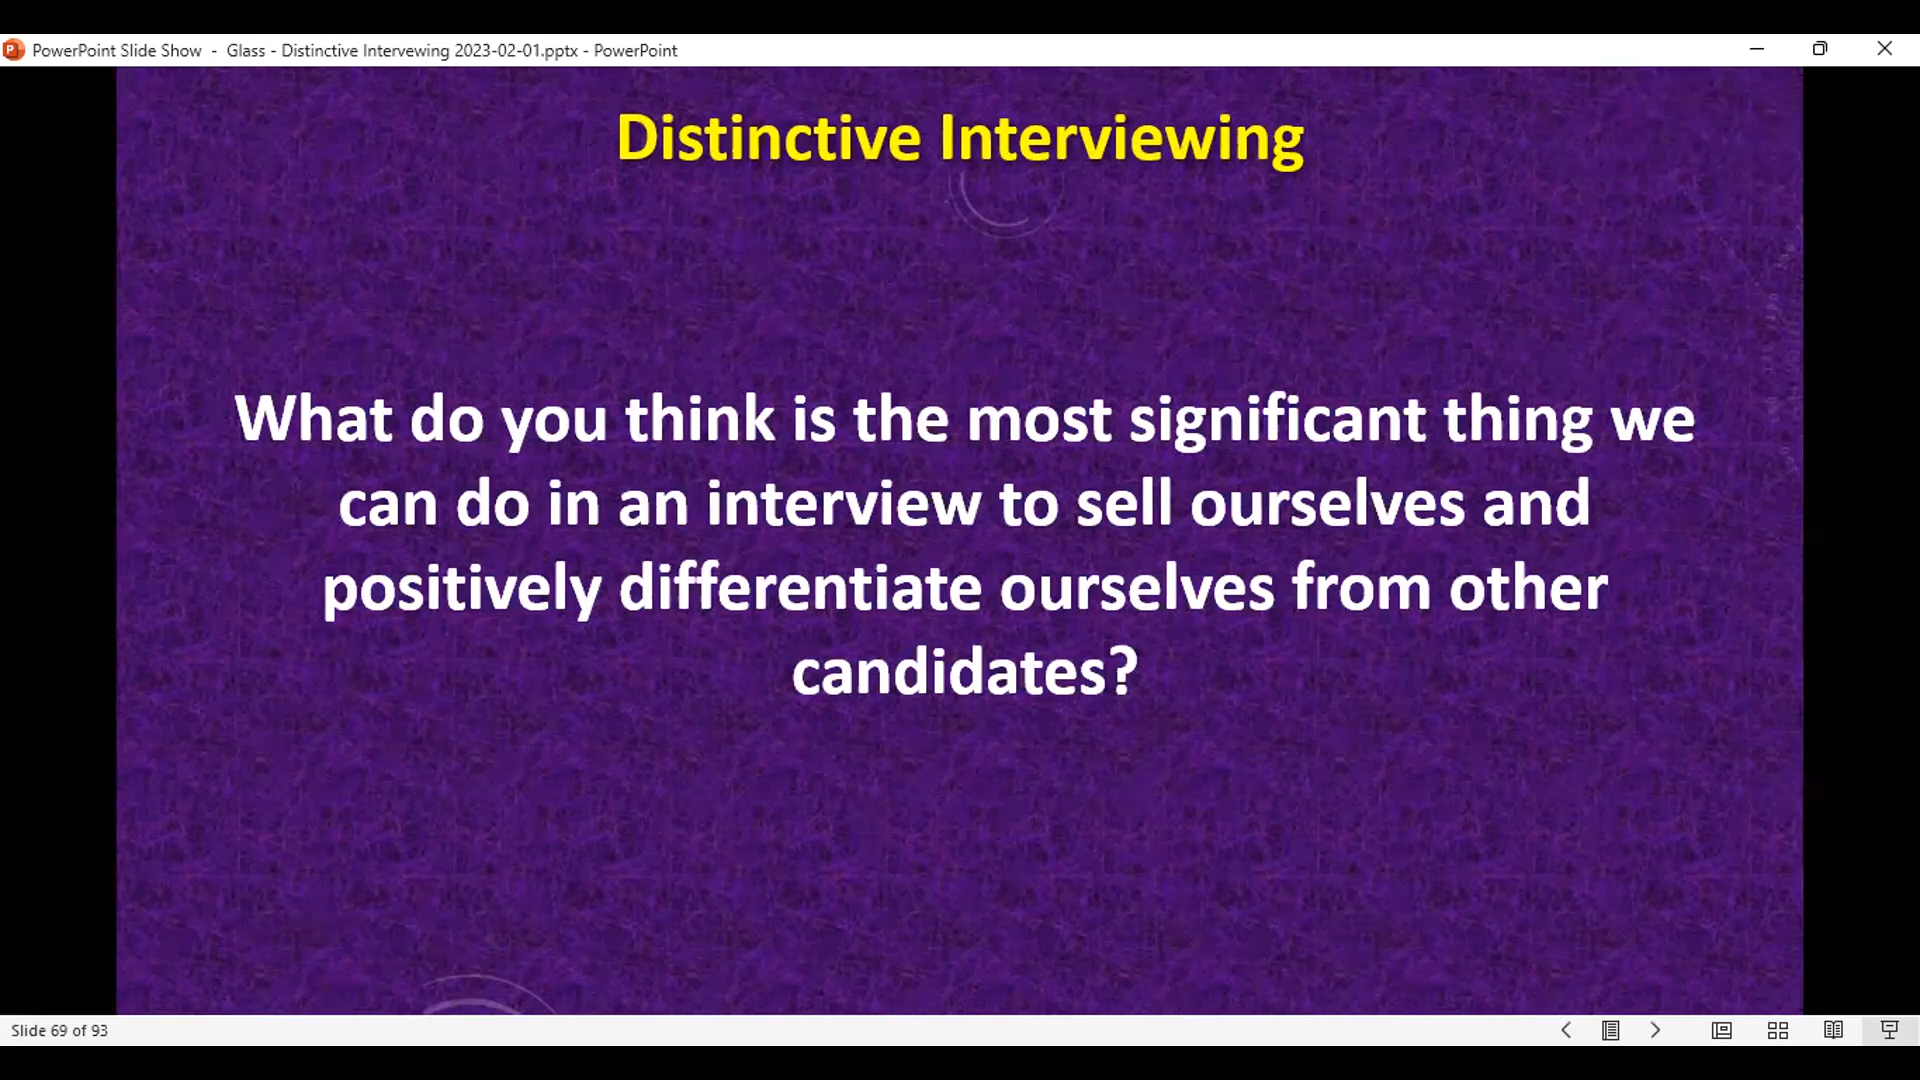 PowerPoint Slide Show - Glass - Distinctive Intervewing 2023-02-01.pptx - PowerPoint
Distinctive Interviewing
What do you think is the most significant thing we
can do in an interview to sell ourselves and
positively differentiate ourselves from other
candidates?
Slide 69 of 93